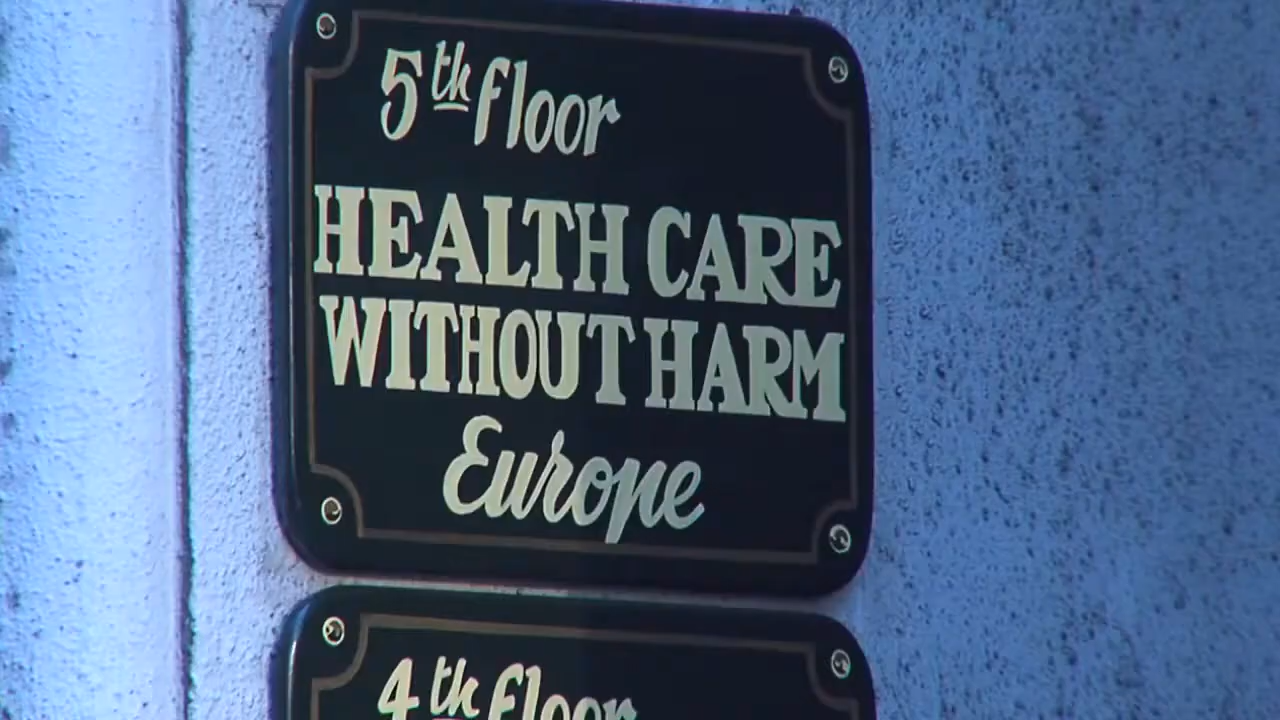 5th floor
HEALTH CARE
WITHOUT HARM
Europe
4th floor